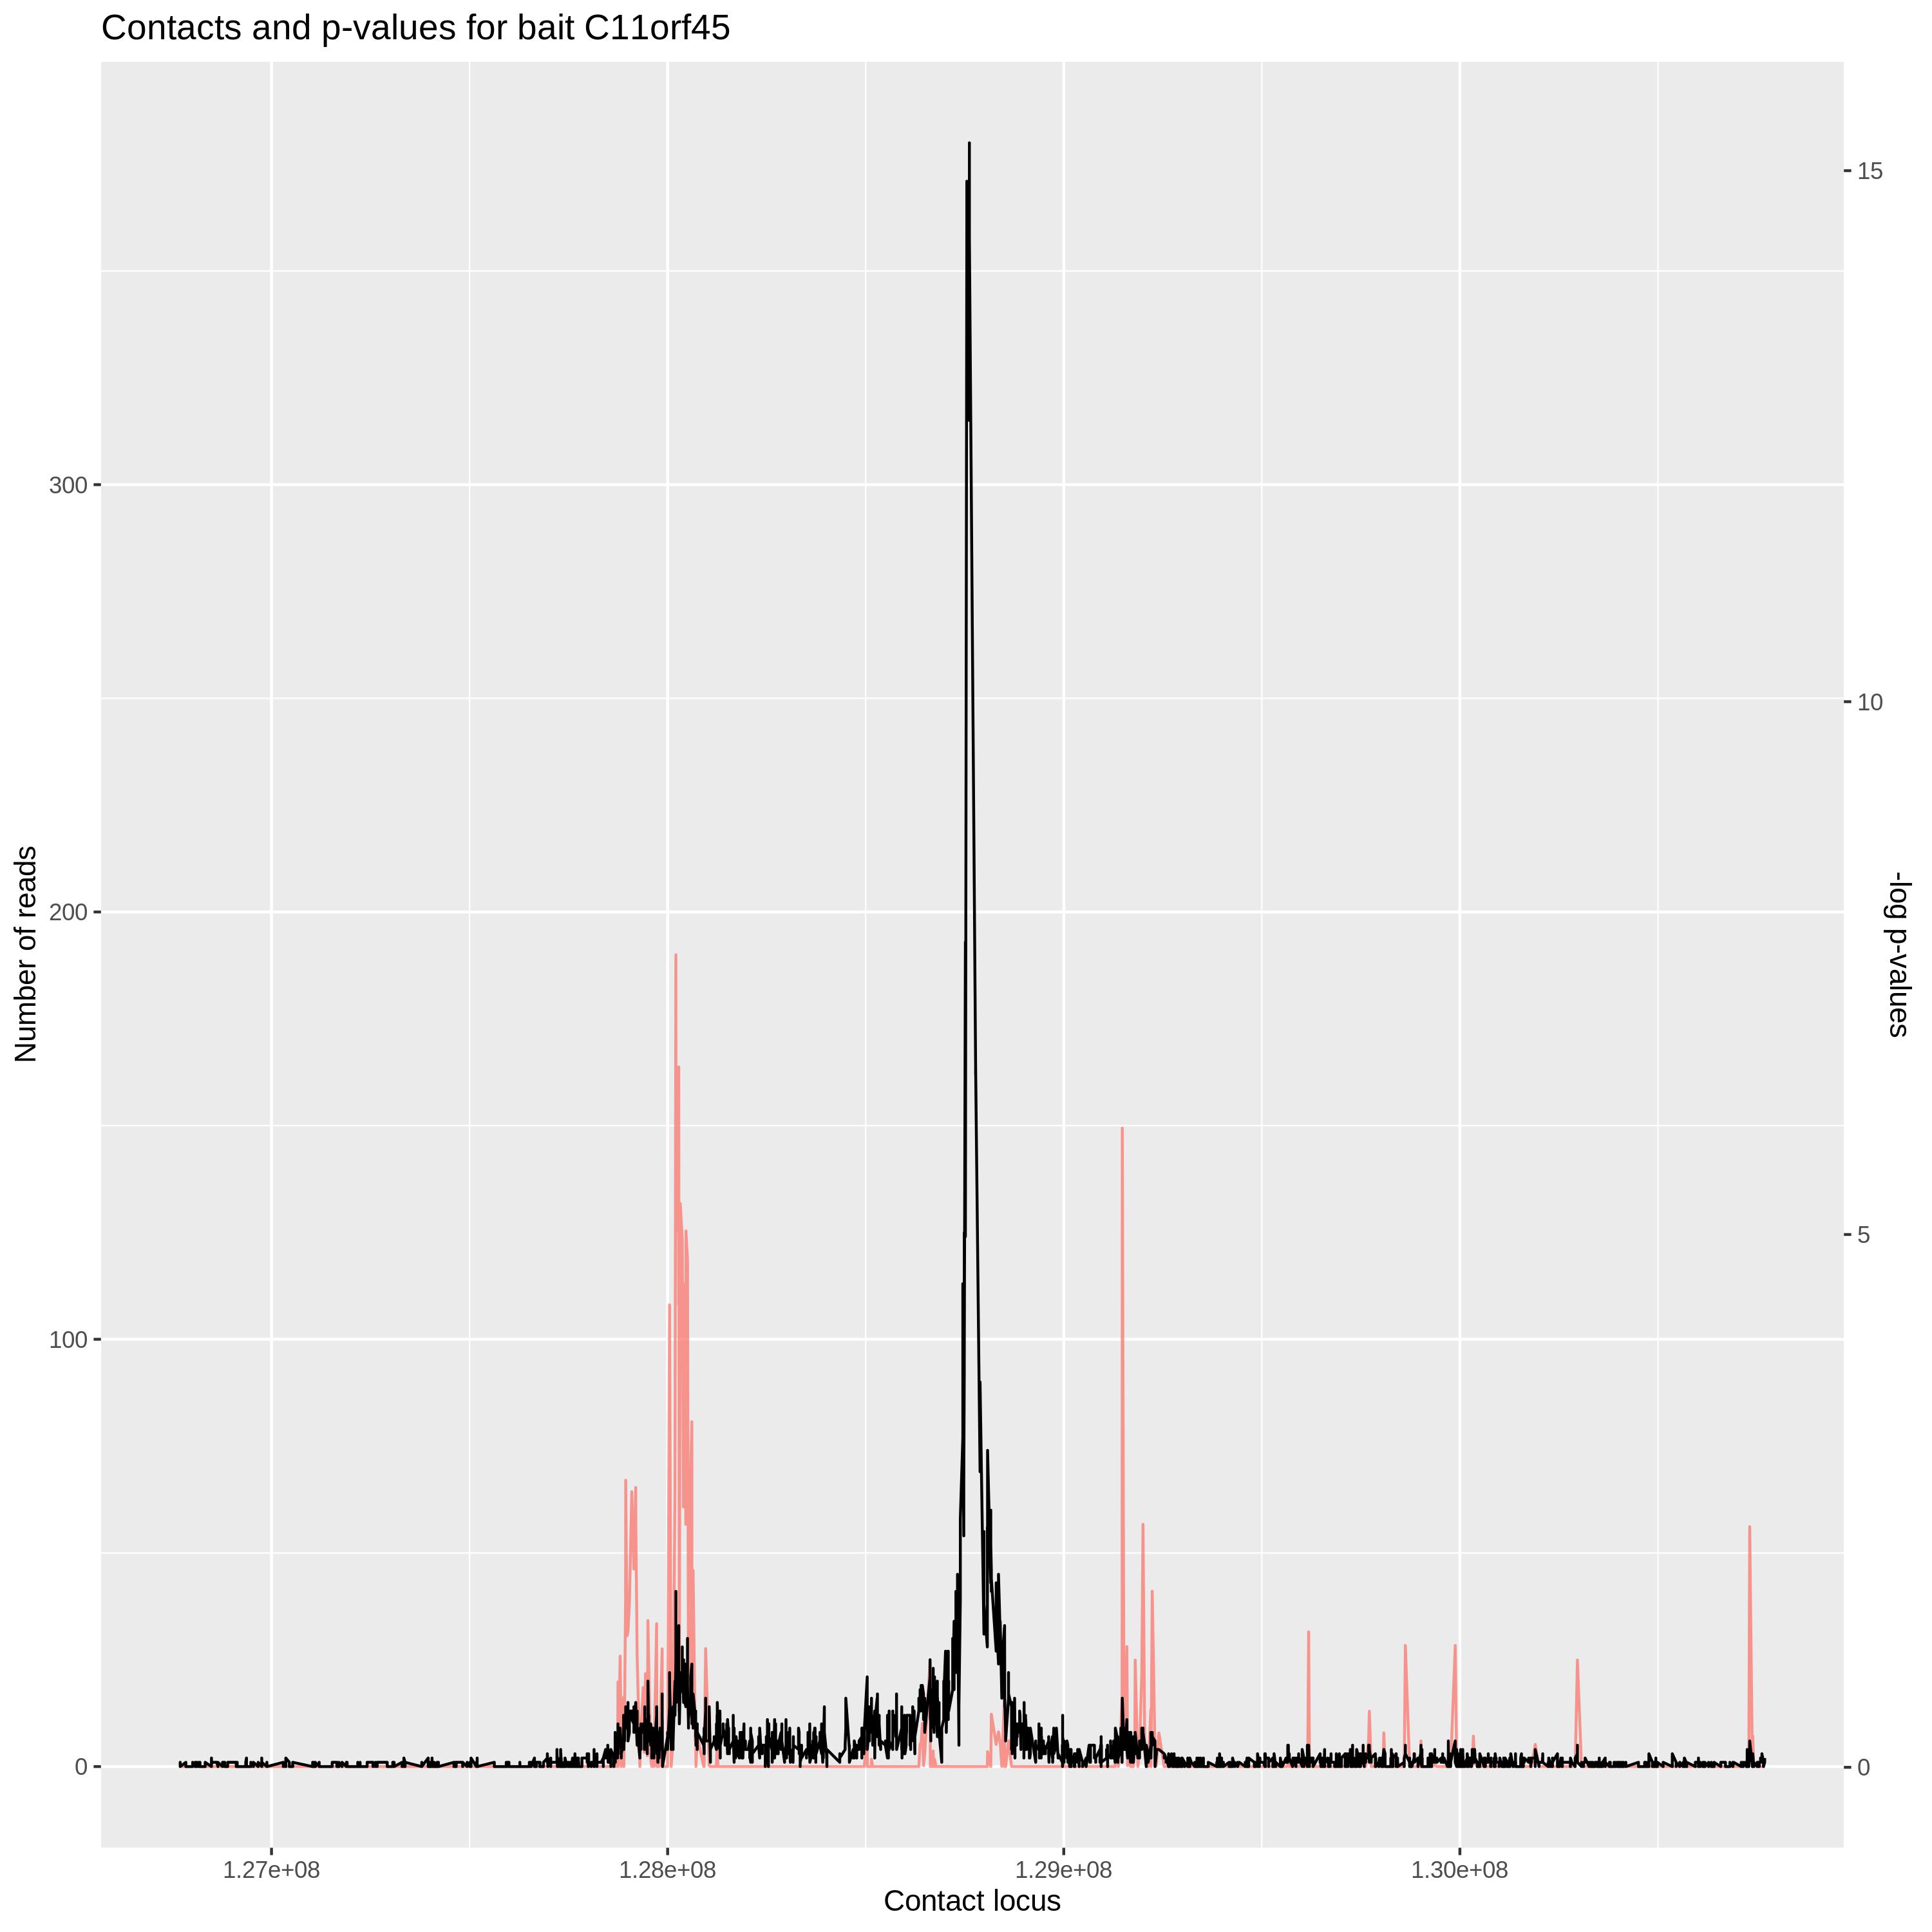 Contacts and p-values for bait C11orf45
Number of reads
300
200
100
0
15
10
5
0
-log p-values
1.27e+08 1.28e+08 1.29e+08 1.30e+08
Contact locus